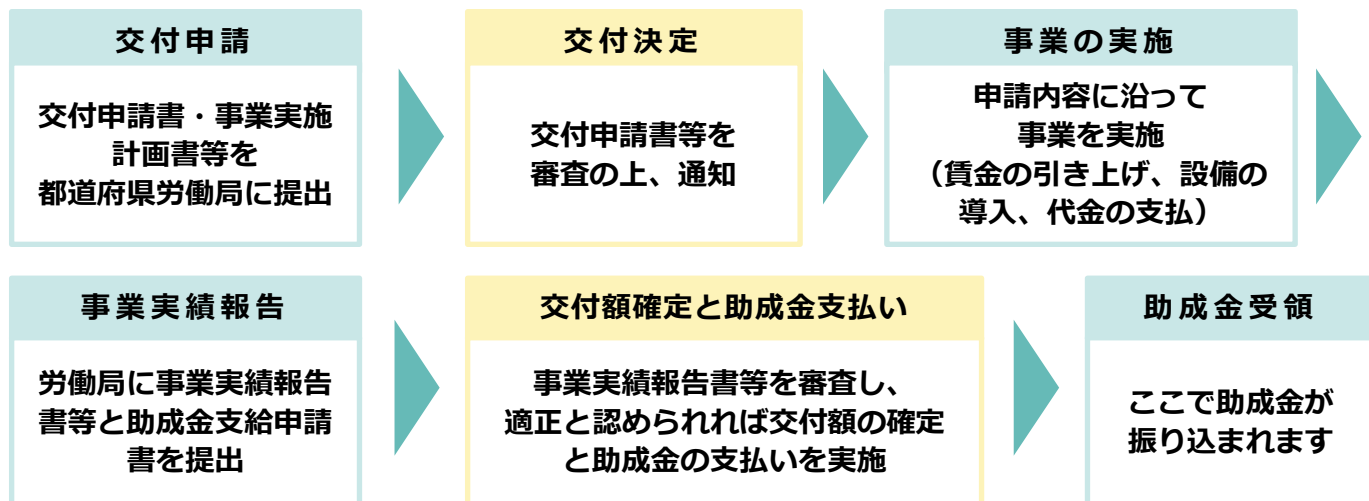 交付申請
交付申請書・事業実施
計画書等を
都道府県労働局に提出
交付決定
交付申請書等を
審査の上、通知
事業の実施
申請内容に沿って
事業を実施
（賃金の引き上げ、設備の
導入、代金の支払）
事業実績報告
労働局に事業実績報告
書等と助成金支給申請
書を提出
交付額確定と助成金支払い
事業実績報告書等を審査し、
適正と認められれば交付額の確定
と助成金の支払いを実施
助成金受領
ここで助成金が
振り込まれます